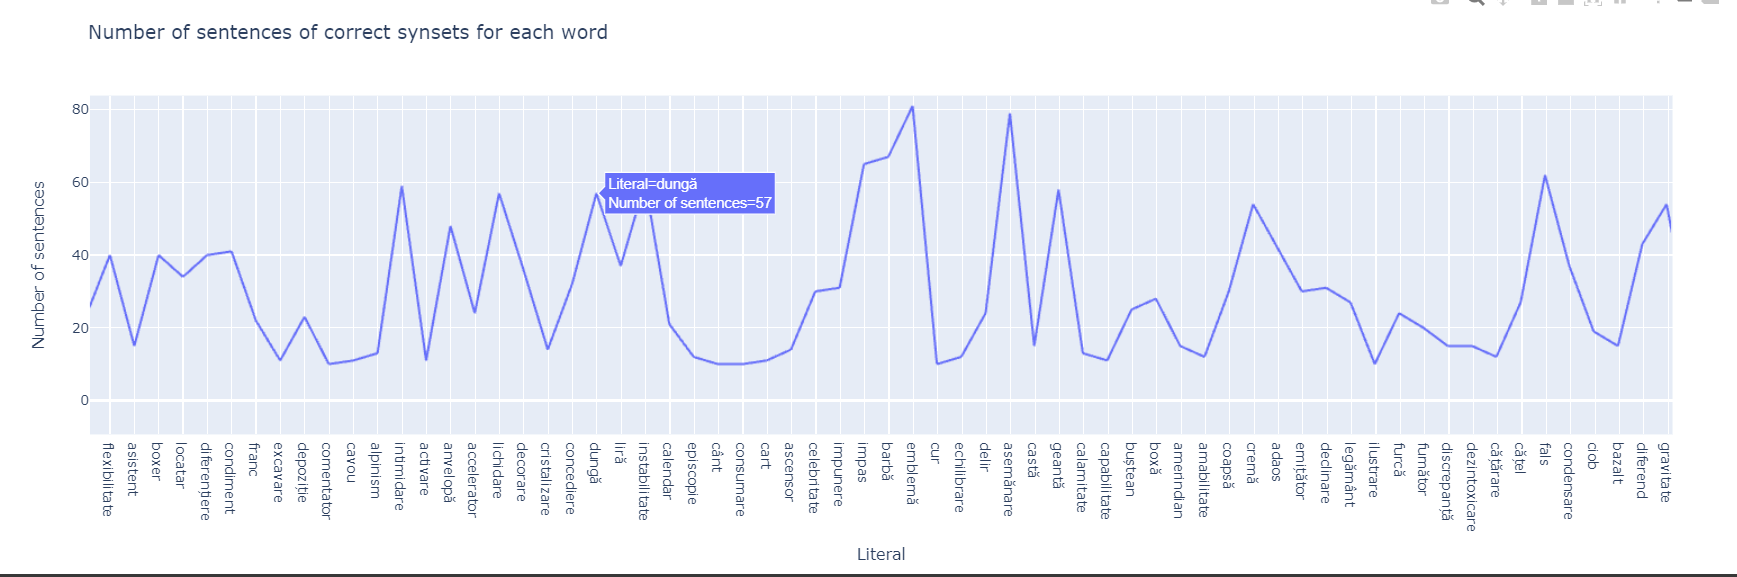 Number of sentences of correct synsets for each word
80
60
40
20
0
Number of sentences
Literal=dungă
Number of sentences=57
flexibilitate
asistent
boxer
locatar
diferențiere
condiment
franc
excavare
depoziție
comentator
cavou
alpinism
intimidare
activare
anvelopă
accelerator
lichidare
decorare
cristalizare
concediere
dungă
liră
instabilitate
calendar
episcopie
cânt
consumare
cart
ascensor
celebritate
impunere
impas
barbă
emblemă
cur
echilibrare
delir
asemănare
castă
geantă
calamitate
capabilitate
buștean
boxă
amerindian
amabilitate
coapsă
cremă
adaos
emițător
declinare
legământ
ilustrare
furcă
fumător
discrepanță
dezintoxicare
cățărare
cățel
fals
condensare
ciob
bazalt
diferend
gravitate
Literal